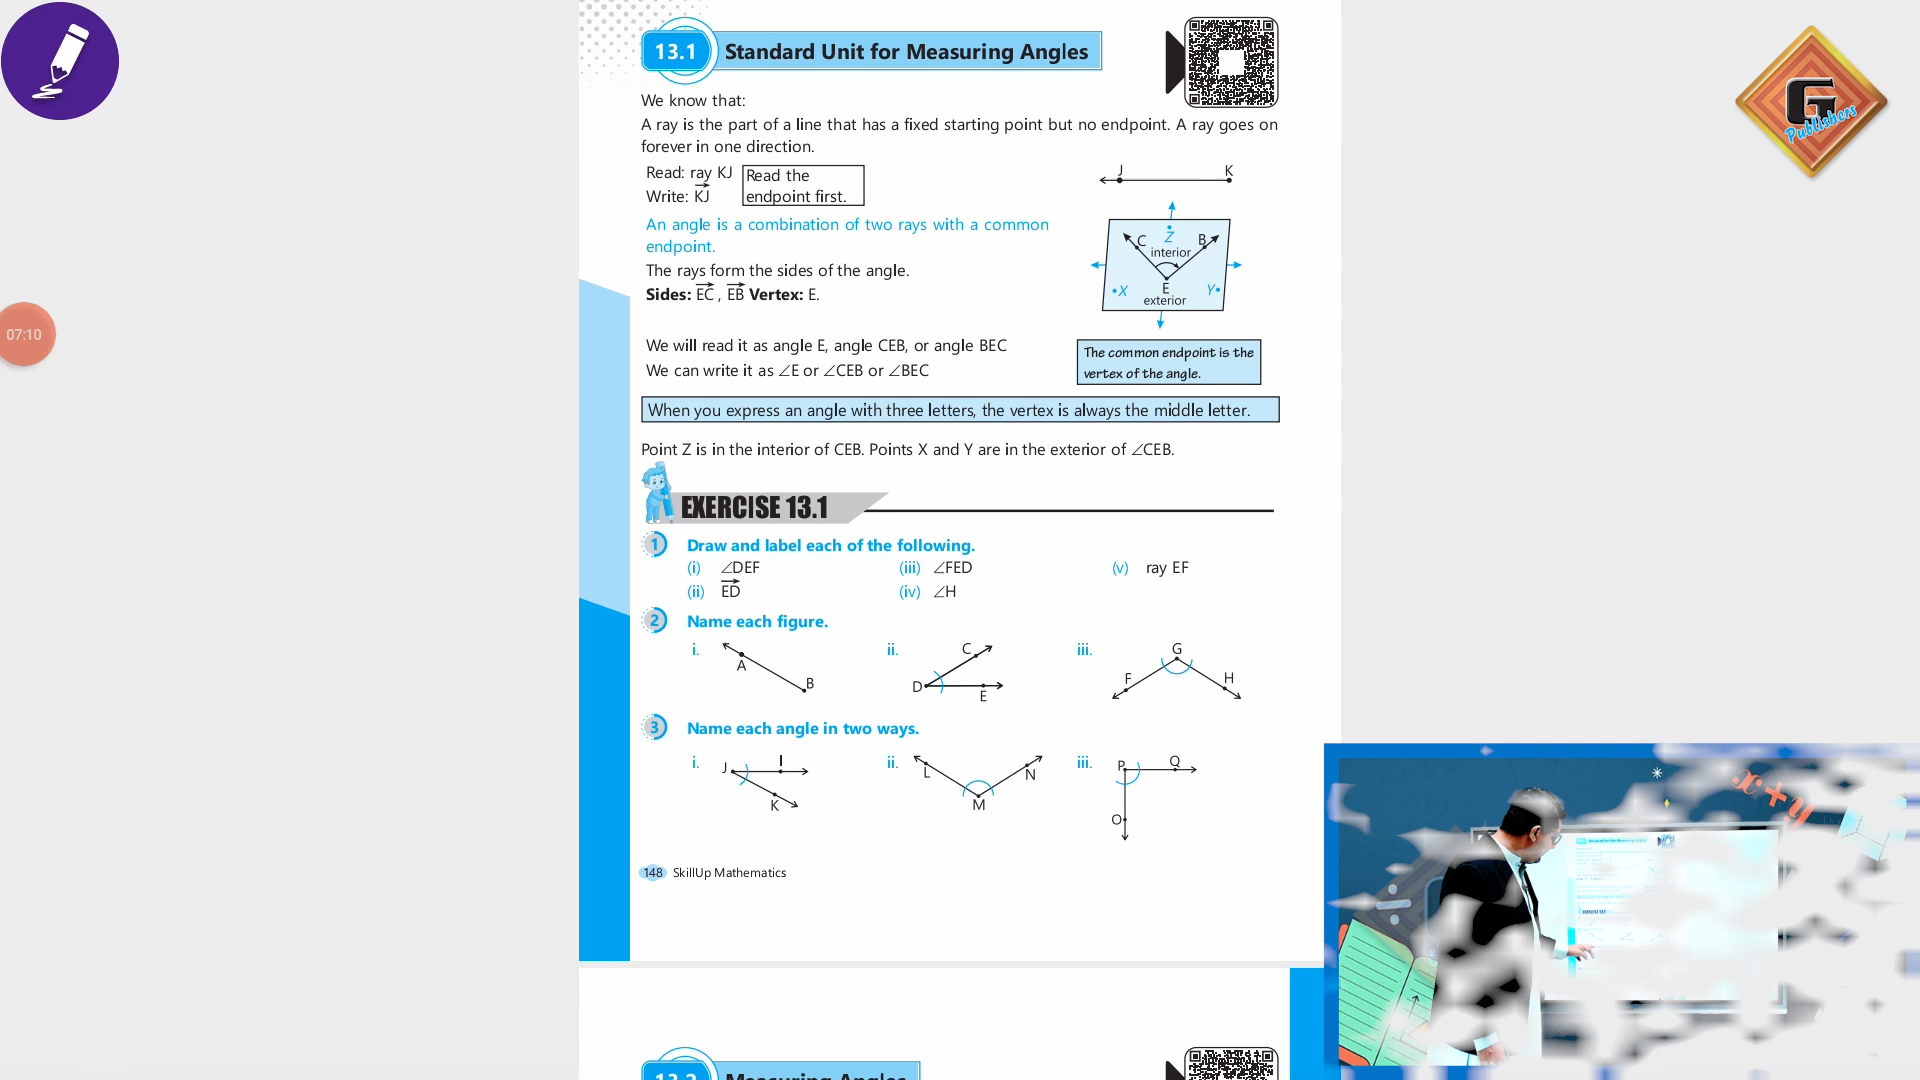 13.1 Standard Unit for Measuring Angles
G
Publishers
We know that:
A ray is the part of a line that has a fixed starting point but no endpoint. A ray goes on
forever in one direction.
Read: ray KJ
Write: KJ
Read the
endpoint first.
J K
An angle is a combination of two rays with a common
endpoint.
The rays form the sides of the angle.
Sides: EC , EB Vertex: E.
C Z B
interior
X E Y
exterior
We will read it as angle E, angle CEB, or angle BEC
We can write it as ∠E or ∠CEB or ∠BEC
The common endpoint is the
vertex of the angle.
When you express an angle with three letters, the vertex is always the middle letter.
Point Z is in the interior of CEB. Points X and Y are in the exterior of ∠CEB.
07:10
EXERCISE 13.1
1 Draw and label each of the following.
(i) ∠DEF (iii) ∠FED (v) ray EF
(ii) ED (iv) ∠H
2 Name each figure.
i. A B
ii. C D E
iii. G F H
3 Name each angle in two ways.
i. J I K
ii. L M N
iii. P Q O
148 SkillUp Mathematics
x+y
13.2 Measuring Angles